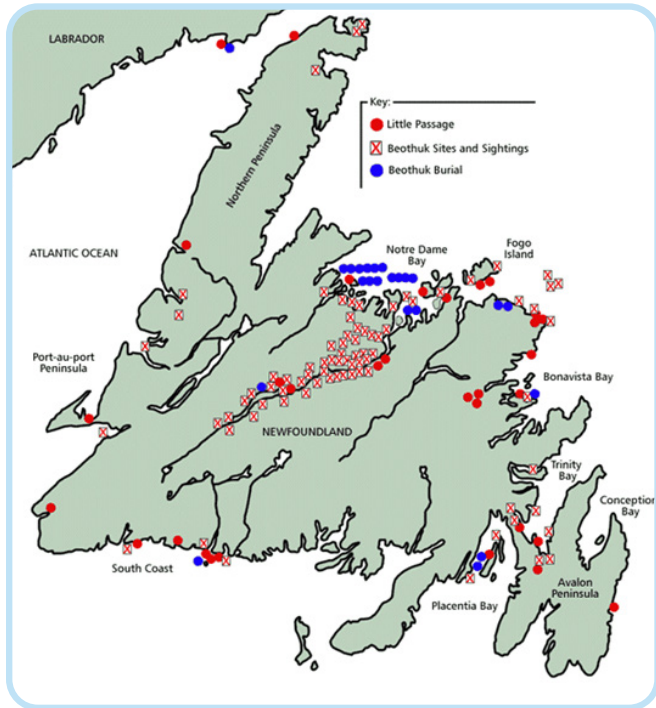 LABRADOR
Key:
Little Passage
Beothuk Sites and Sightings
Beothuk Burial
Northern Peninsula
ATLANTIC OCEAN
Notre Dame
Bay
Fogo
Island
Port-au-port
Peninsula
Bonavista Bay
NEWFOUNDLAND
Trinity
Bay
Conception
Bay
South Coast
Avalon
Peninsula
Placentia Bay